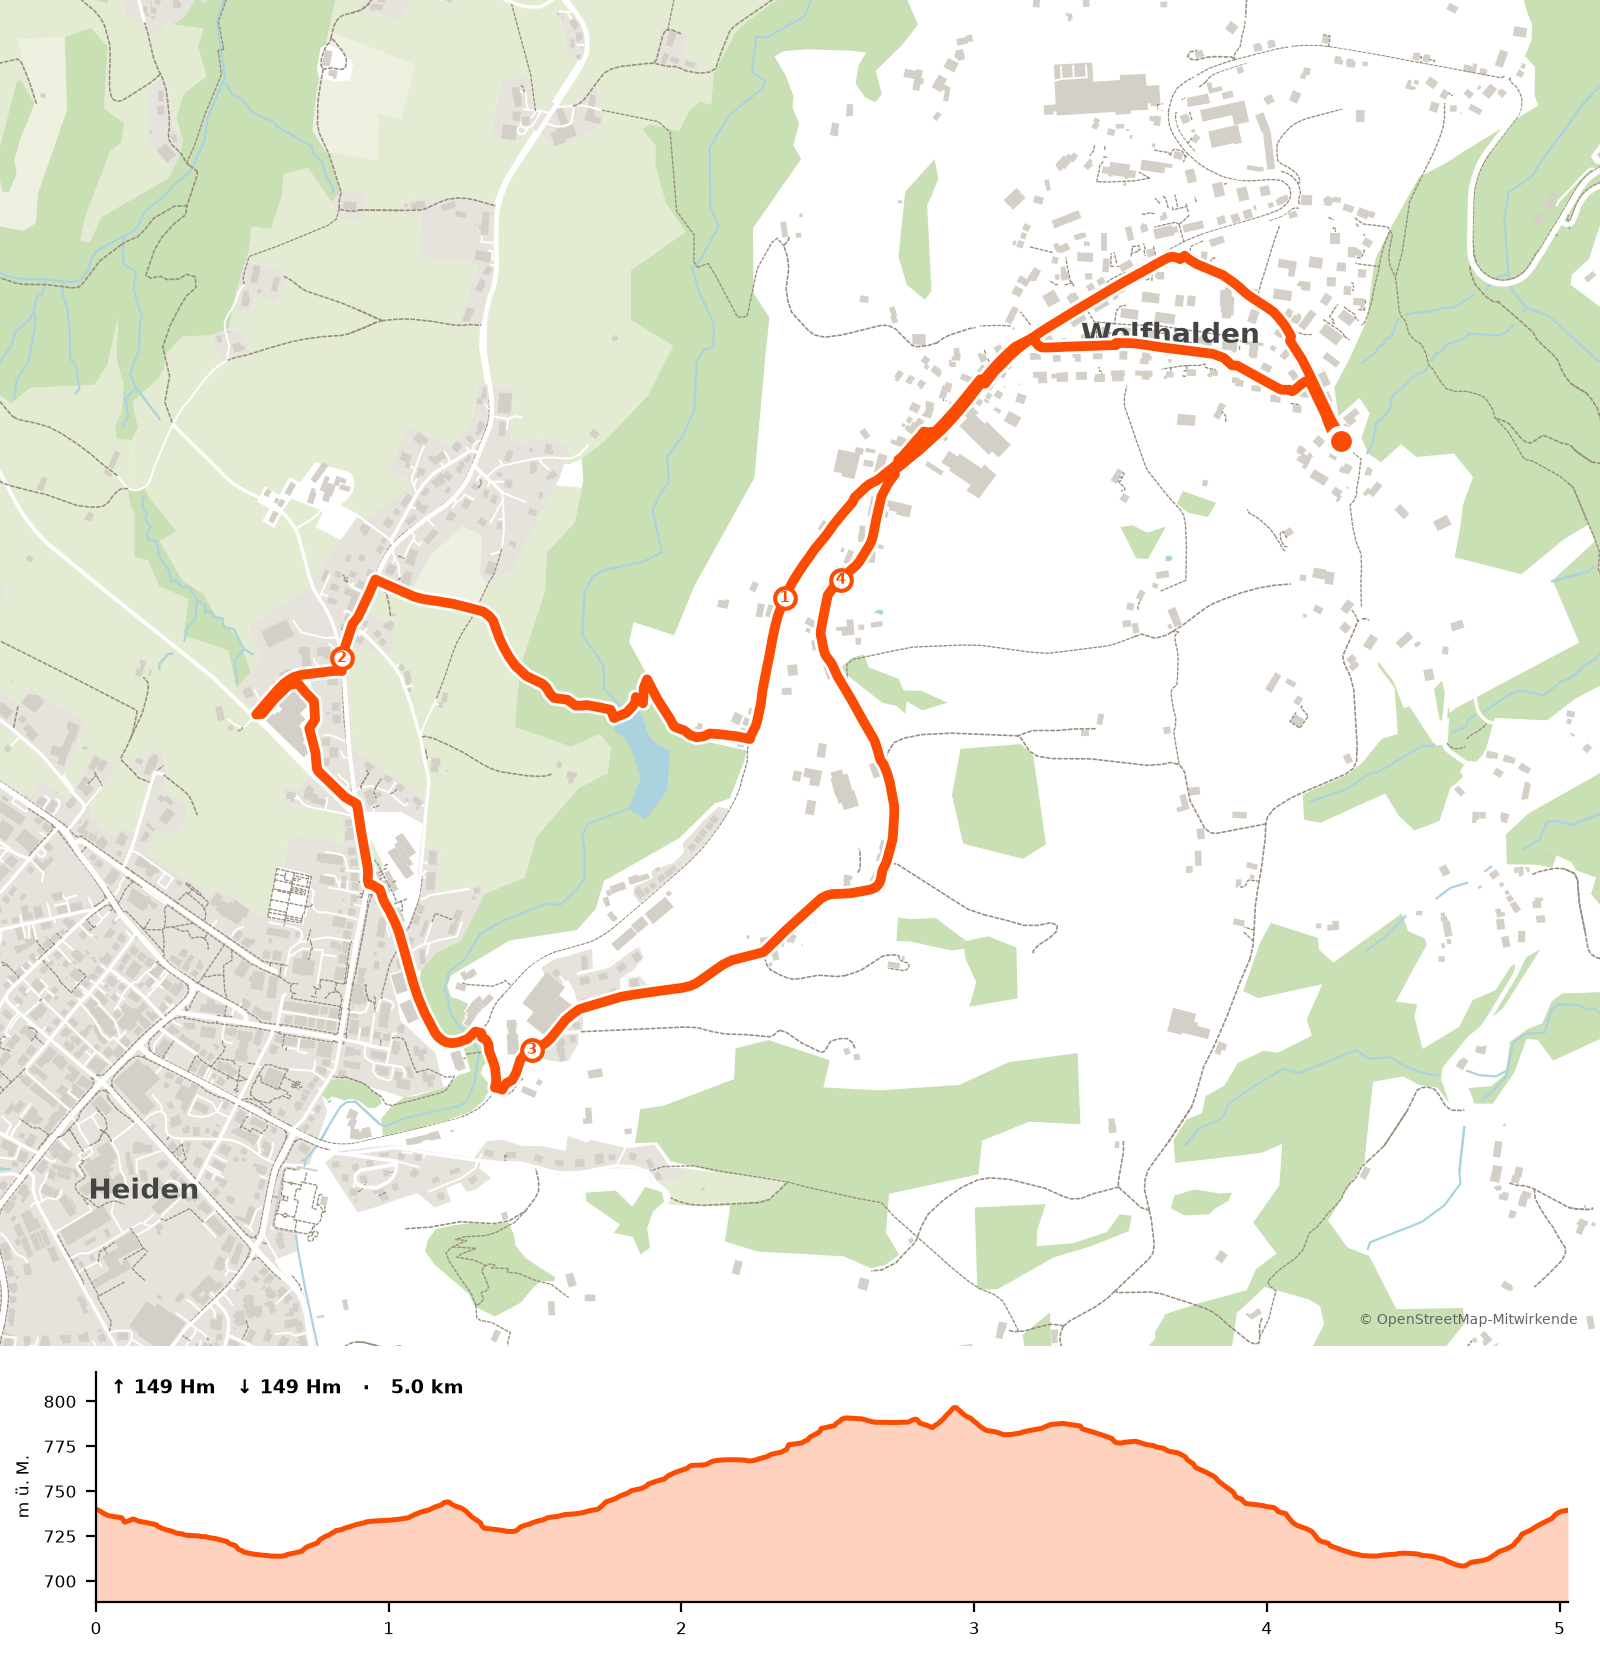 Wolfhalden
4
1
2
3
Heiden
© OpenStreetMap-Mitwirkende
↑ 149 Hm ↓ 149 Hm · 5.0 km
800
775
750
725
700
m ü. M.
0 1 2 3 4 5